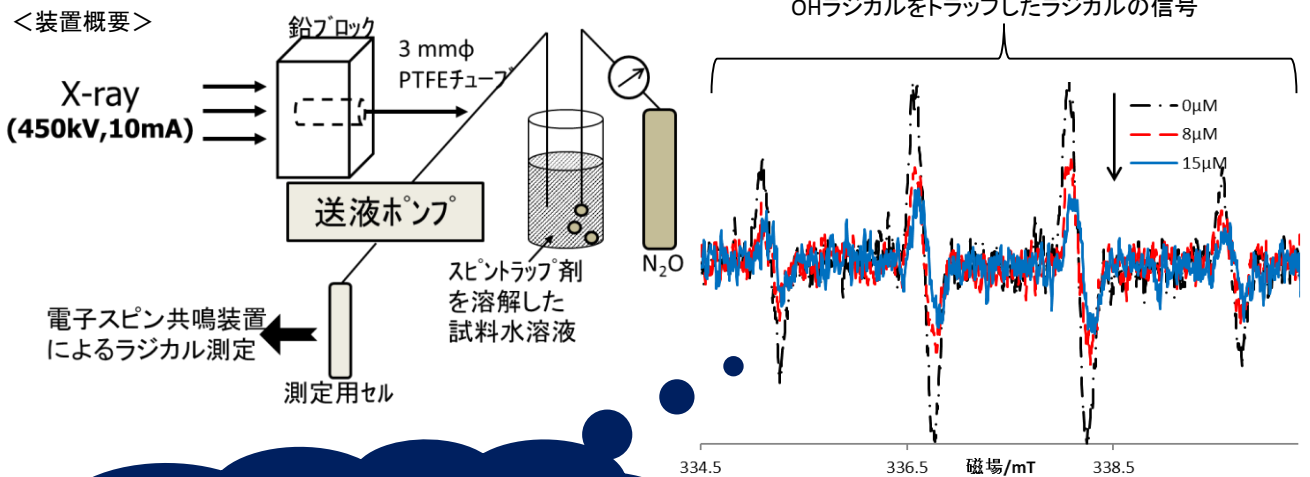 ＜装置概要＞
鉛ブロック
3 mmϕ
PTFEチューブ
X-ray
(450kV,10mA)
送液ポンプ
N₂O
スピントラップ剤
を溶解した
試料水溶液
電子スピン共鳴装置
によるラジカル測定
測定用セル
OHラジカルをトラップしたラジカルの信号
0μM
8μM
15μM
334.5
336.5
磁場/mT
338.5